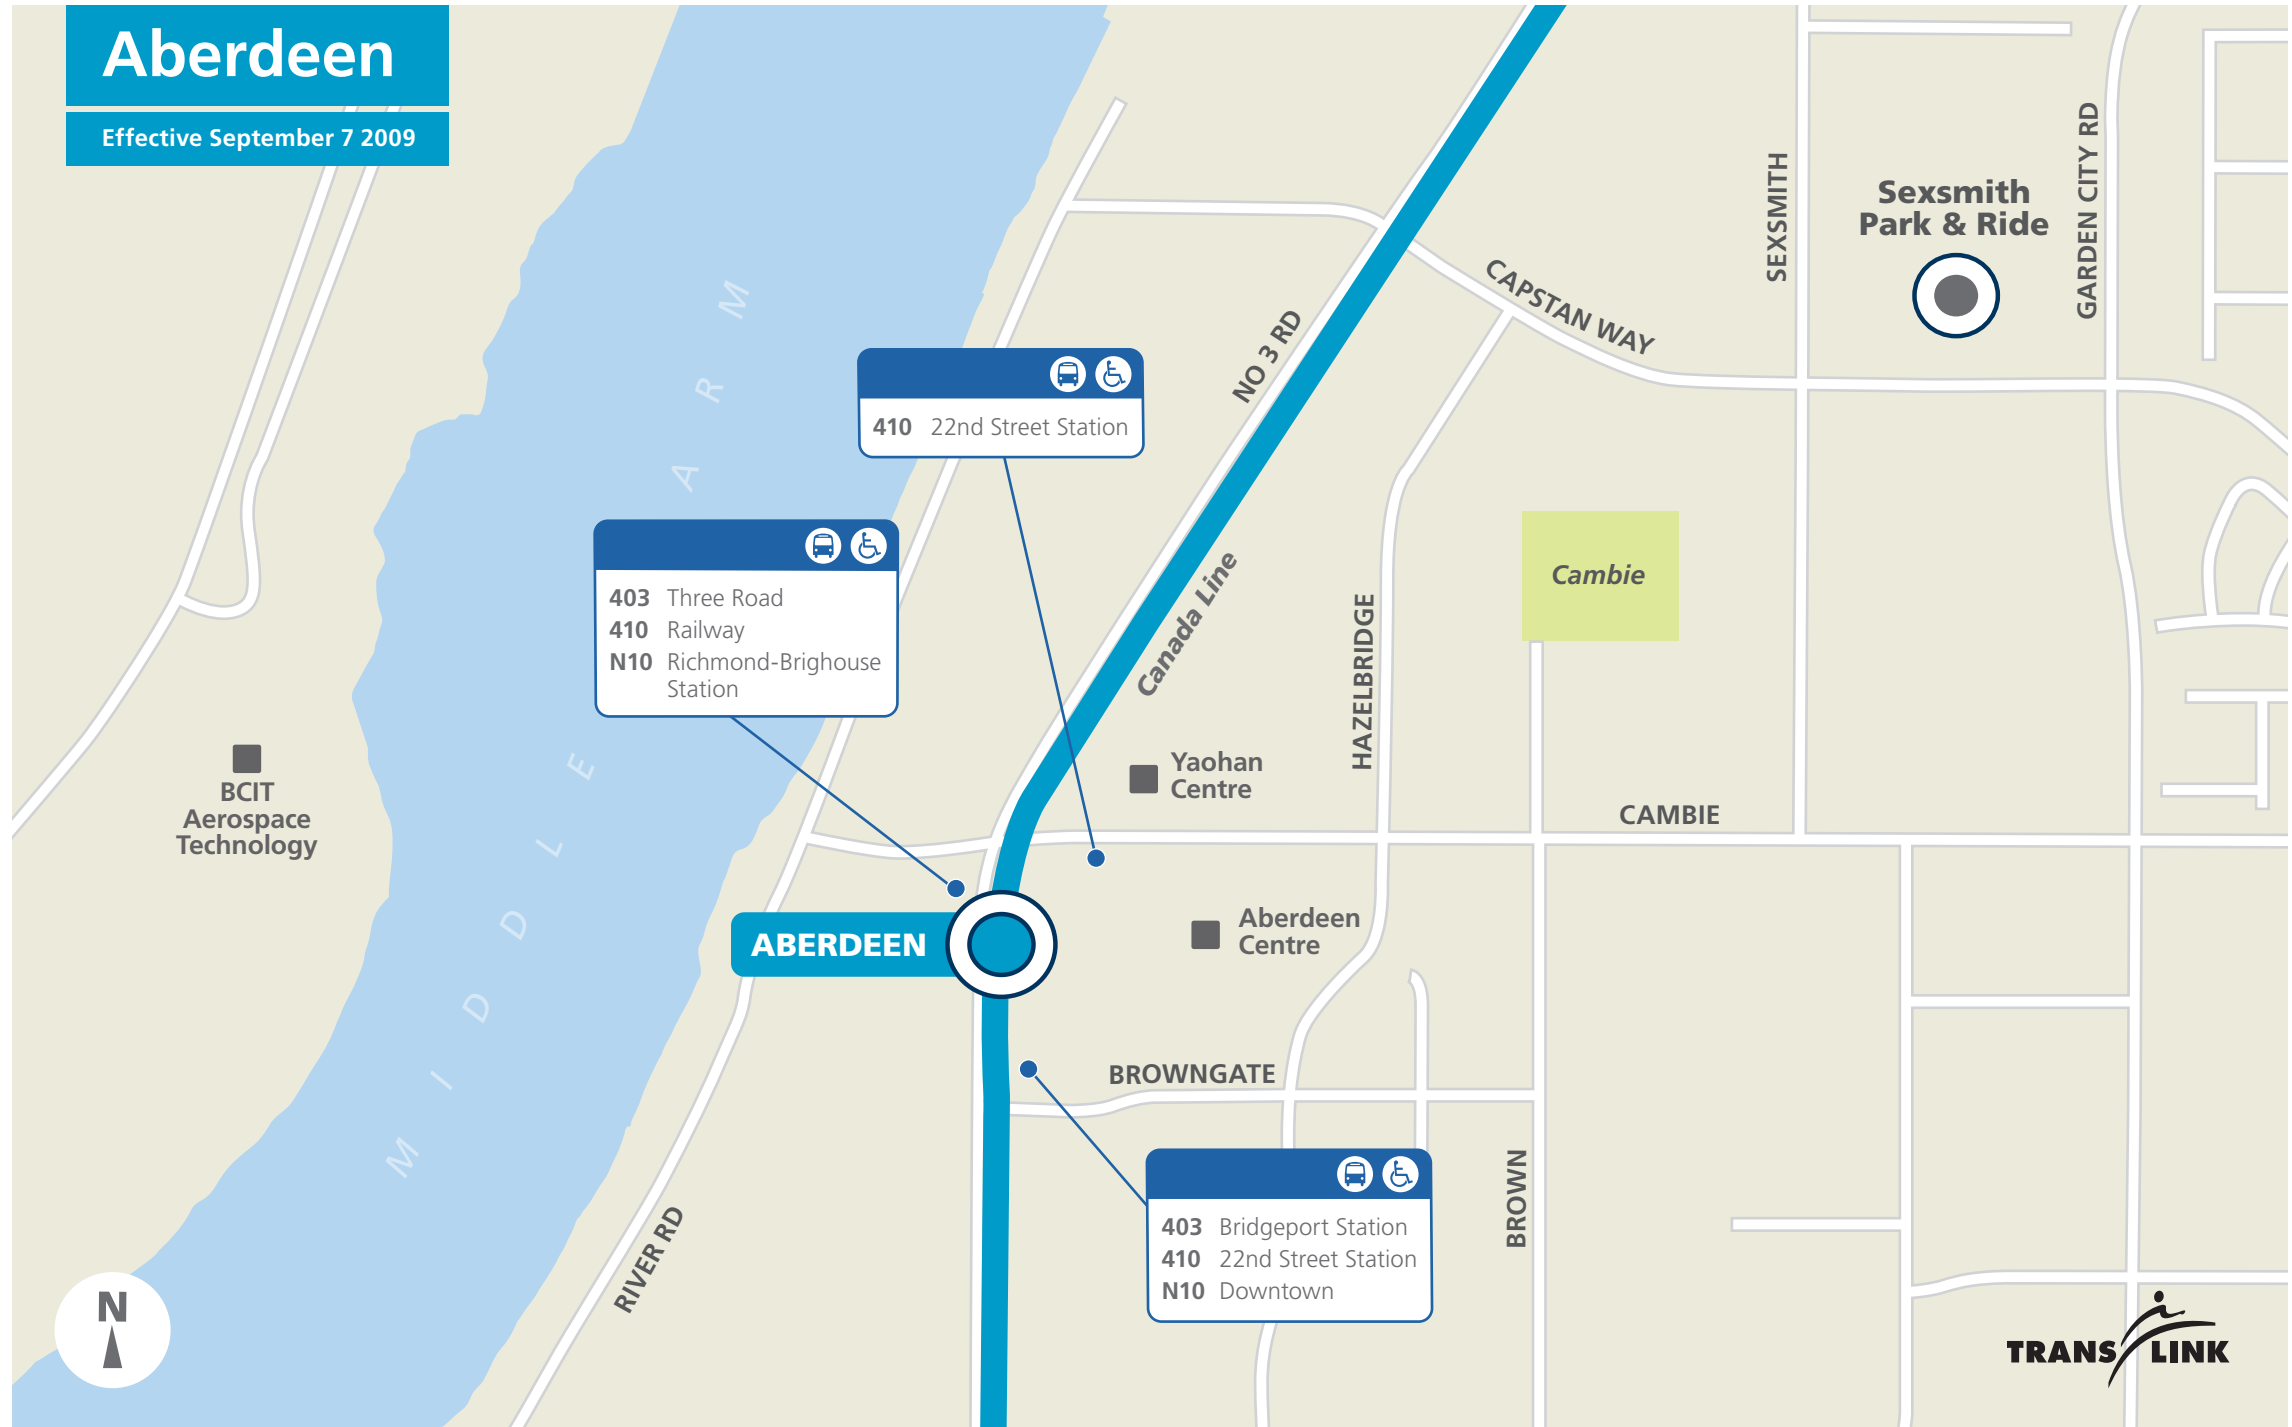 Aberdeen
Effective September 7 2009
SEXSMITH
Sexsmith
Park & Ride
GARDEN CITY RD
CAPSTAN WAY
NO 3 RD
410 22nd Street Station
403 Three Road
410 Railway
N10 Richmond-Brighouse
Station
Canada Line
Cambie
HAZELBRIDGE
MIDDLE ARM
BCIT
Aerospace
Technology
Yaohan
Centre
CAMBIE
ABERDEEN
Aberdeen
Centre
BROWNGATE
BROWN
403 Bridgeport Station
410 22nd Street Station
N10 Downtown
RIVER RD
N
TRANS LINK